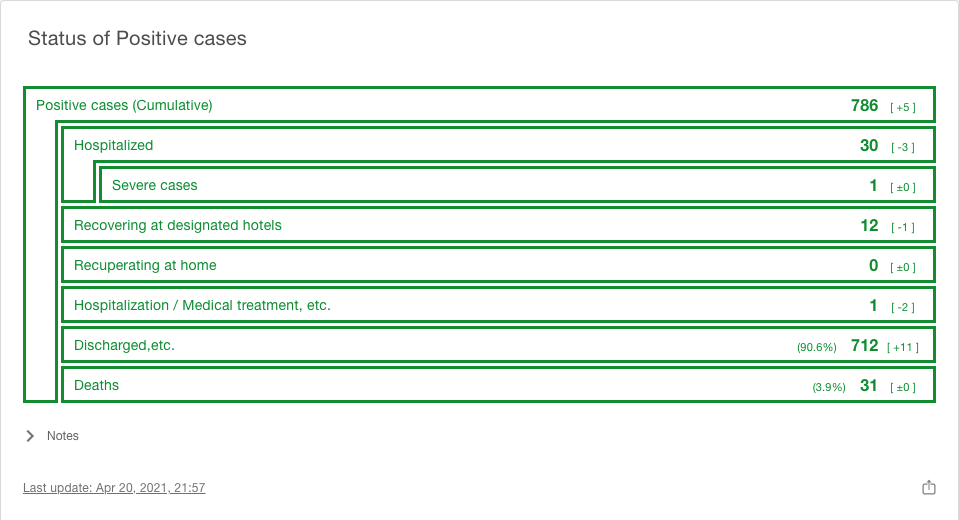 Status of Positive cases
Positive cases (Cumulative) 786 [ +5 ]
Hospitalized 30 [ -3 ]
Severe cases 1 [ ±0 ]
Recovering at designated hotels 12 [ -1 ]
Recuperating at home 0 [ ±0 ]
Hospitalization / Medical treatment, etc. 1 [ -2 ]
Discharged,etc. (90.6%) 712 [ +11 ]
Deaths (3.9%) 31 [ ±0 ]
Notes
Last update: Apr 20, 2021, 21:57